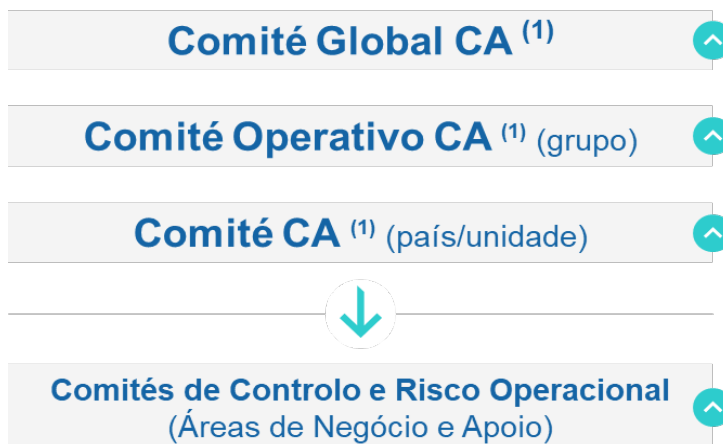 Comité Global CA (1)
Comité Operativo CA (1) (grupo)
Comité CA (1) (país/unidade)
Comités de Controlo e Risco Operacional
(Áreas de Negócio e Apoio)